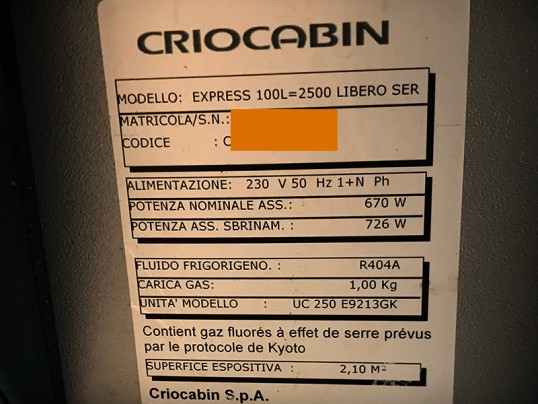 CRIOCABIN
MODELLO: EXPRESS 100L=2500 LIBERO SER
MATRICOLA/S.N.:
CODICE : C
ALIMENTAZIONE: 230 V 50 Hz 1+N Ph
POTENZA NOMINALE ASS.: 670 W
POTENZA ASS. SBRINAM. : 726 W
FLUIDO FRIGORIGENO. : R404A
CARICA GAS: 1,00 Kg
UNITA' MODELLO : UC 250 E9213GK
Contient gaz fluorés à effet de serre prévus
par le protocole de Kyoto
SUPERFICE ESPOSITIVA : 2,10 M²
Criocabin S.p.A.